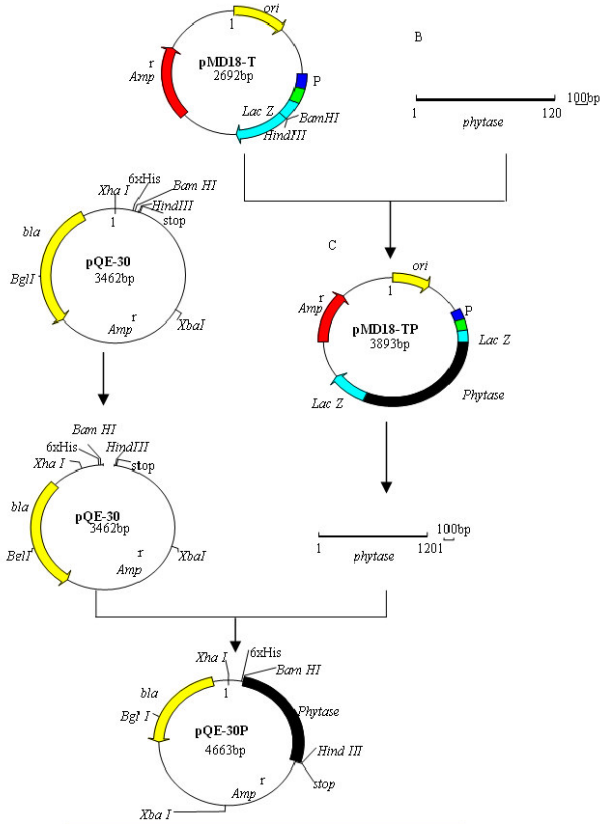 ori
1
r
Amp
pMD18-T
2692bp
P
Lac Z
BamHI
HindIII
B
1
120
100bp
phytase
6xHis
Xha I
Bam HI
HindIII
stop
1
bla
pQE-30
3462bp
BglI
r
Amp
XbaI
C
ori
1
r
Amp
pMD18-TP
3893bp
P
Lac Z
Phytase
Lac Z
Bam HI
6xHis
HindIII
Xha I
stop
bla
pQE-30
3462bp
BglI
r
Amp
XbaI
1
1201
100bp
phytase
Xha I
6xHis
Bam HI
1
bla
Bgl I
Phytase
pQE-30P
4663bp
Hind III
r
Amp
stop
Xba I